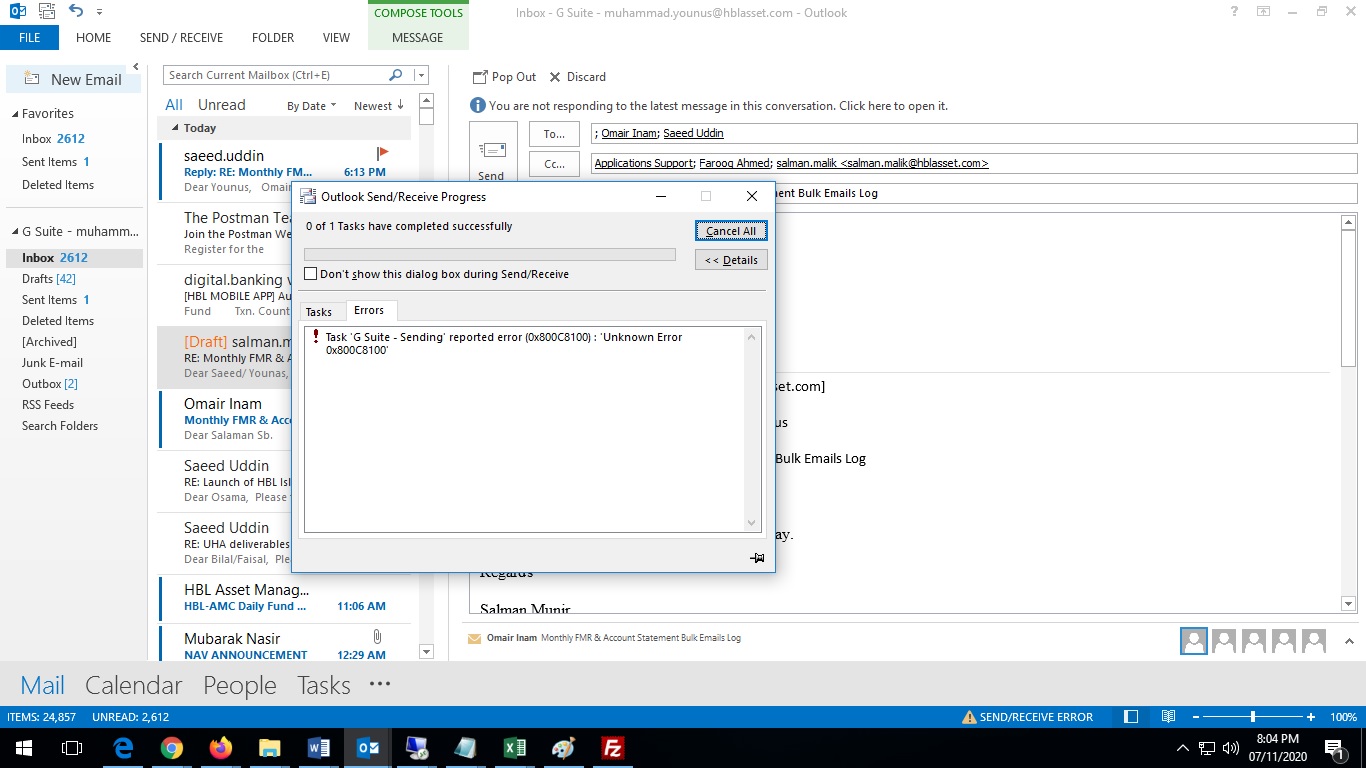 Inbox - G Suite - muhammad.younus@hblasset.com - Outlook
COMPOSE TOOLS
FILE
HOME
SEND / RECEIVE
FOLDER
VIEW
MESSAGE
New Email
Favorites
Inbox 2612
Sent Items 1
Deleted Items
G Suite - muhamm...
Inbox 2612
Drafts [42]
Sent Items 1
Deleted Items
[Archived]
Junk E-mail
Outbox [2]
RSS Feeds
Search Folders
Search Current Mailbox (Ctrl+E)
All Unread By Date Newest
Today
saeed.uddin
Reply: RE: Monthly FM... 6:13 PM
Dear Younus, Omair
The Postman Te
Join the Postman We
Register for the
digital.banking
[HBL MOBILE APP] Au
Fund Txn. Count
[Draft] salman.m
RE: Monthly FMR & A
Dear Saeed/ Younas,
Omair Inam
Monthly FMR & Acc
Dear Salaman Sb.
Saeed Uddin
RE: Launch of HBL Isl
Dear Osama, Please
Saeed Uddin
RE: UHA deliverables
Dear Bilal/Faisal, Ple
HBL Asset Manag...
HBL-AMC Daily Fund ... 11:06 AM
Mubarak Nasir
NAV ANNOUNCEMENT 12:29 AM
Pop Out Discard
You are not responding to the latest message in this conversation. Click here to open it.
Send
To... ; Omair Inam; Saeed Uddin
Cc... Applications Support; Farooq Ahmed; salman.malik <salman.malik@hblasset.com>
ment Bulk Emails Log
Outlook Send/Receive Progress
0 of 1 Tasks have completed successfully
Cancel All
<< Details
Don't show this dialog box during Send/Receive
Tasks Errors
Task 'G Suite - Sending' reported error (0x800C8100) : 'Unknown Error
0x800C8100'
set.com]
us
Bulk Emails Log
ay.
Regards
Salman Munir
Omair Inam Monthly FMR & Account Statement Bulk Emails Log
Mail Calendar People Tasks •••
ITEMS: 24,857 UNREAD: 2,612
SEND/RECEIVE ERROR
100%
8:04 PM
07/11/2020
1